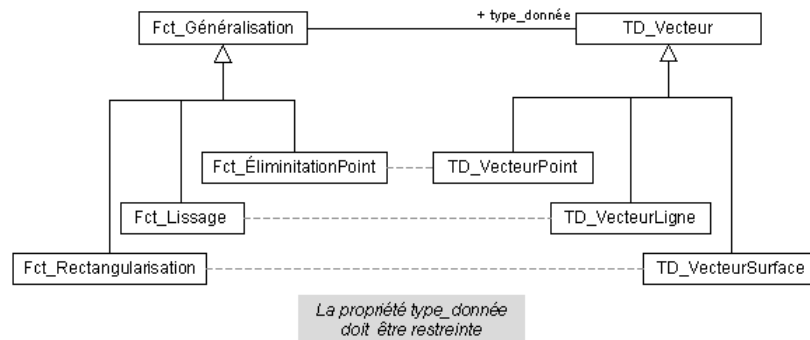 + type_donnée
Fct_Généralisation
TD_Vecteur
Fct_ÉliminitationPoint
TD_VecteurPoint
Fct_Lissage
TD_VecteurLigne
Fct_Rectangularisation
TD_VecteurSurface
La propriété type_donnée
doit être restreinte